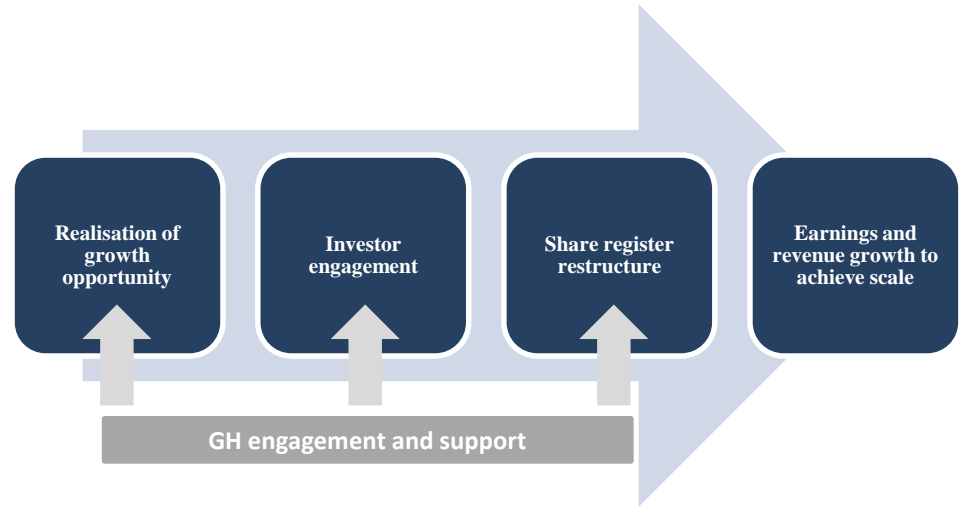 Realisation of
growth
opportunity
Investor
engagement
Share register
restructure
Earnings and
revenue growth to
achieve scale
GH engagement and support